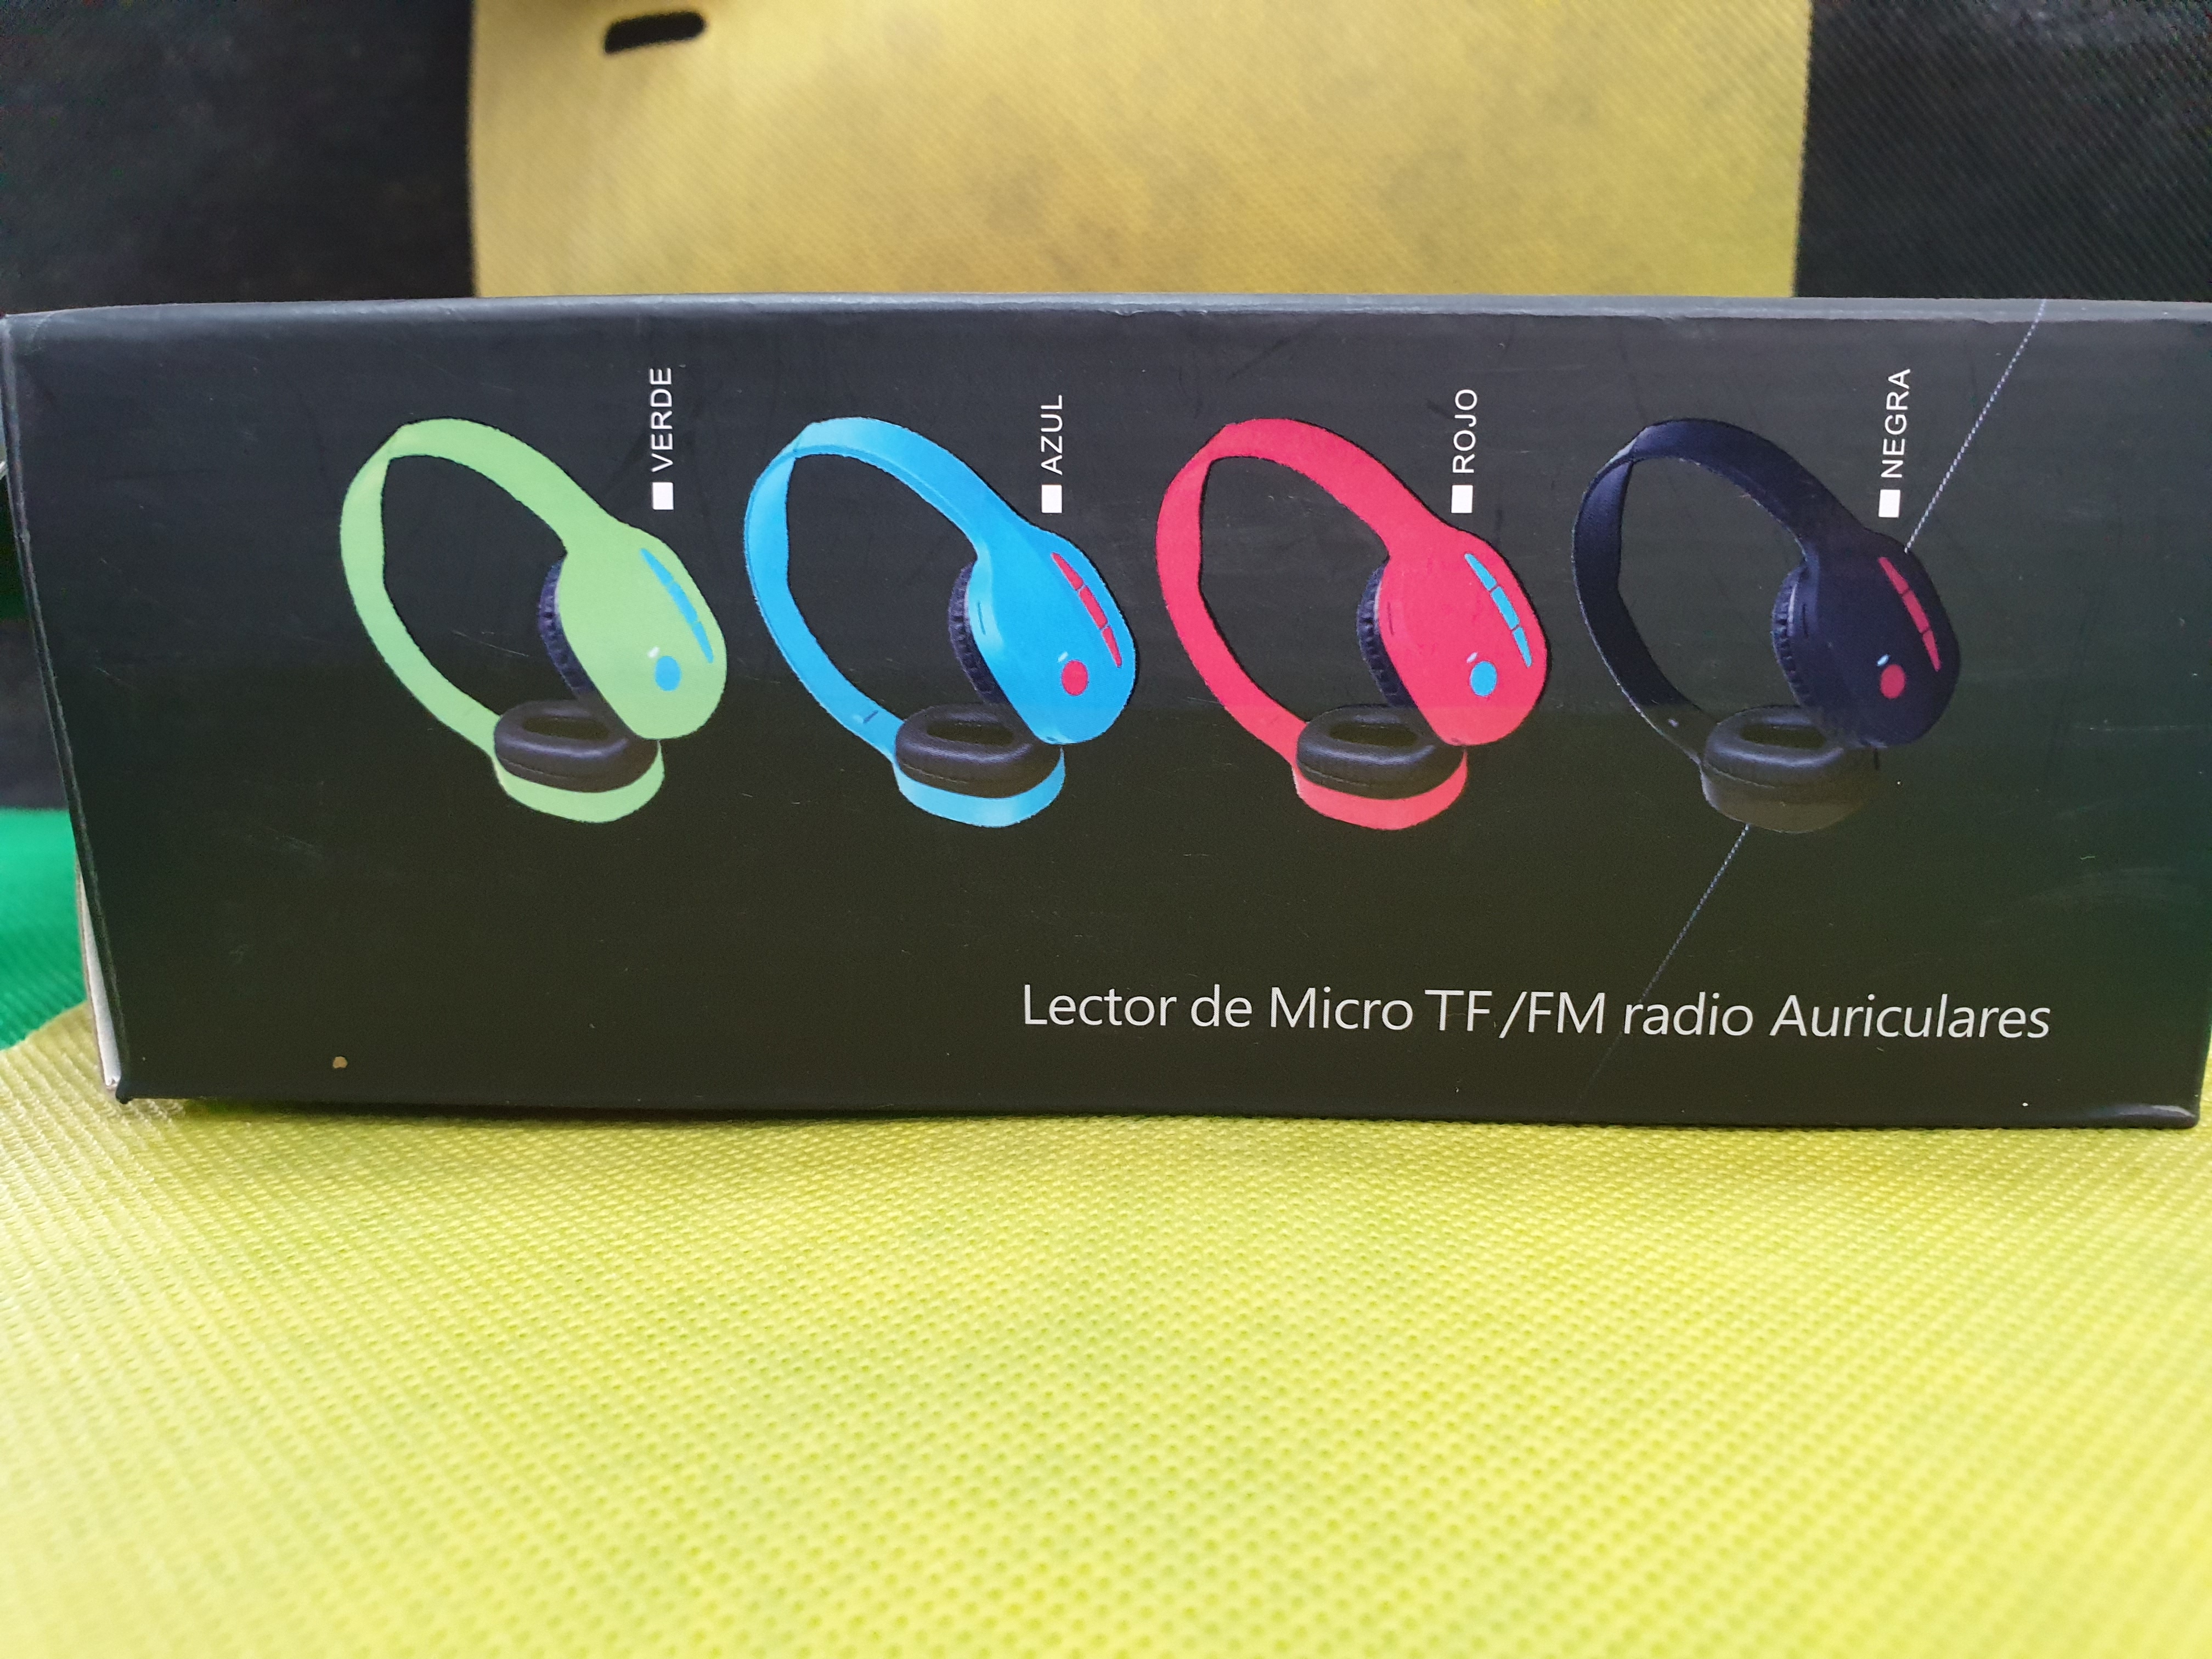 VERDE
AZUL
ROJO
NEGRA
Lector de Micro TF/FM radio Auriculares